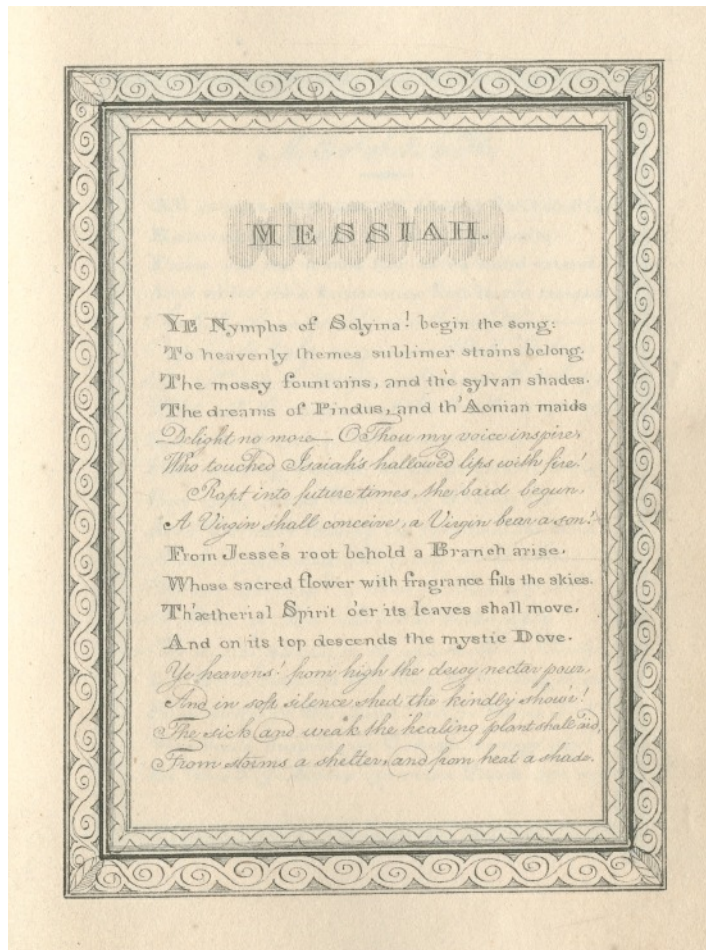 MESSIAH.
YE Nymphs of Solyma! begin the song:
To heavenly themes sublimer strains belong.
The mossy fountains, and the sylvan shades.
The dreams of Pindus, and th'Aonian maids
Delight no more— O Thou my voice inspire,
Who touched Isaiah's hallowed lips with fire!
Rapt into future times, the bard begun,
A Virgin shall conceive, a Virgin bear a son!
From Jesse's root behold a Branch arise,
Whose sacred flower with fragrance fills the skies.
Th'ætherial Spirit o'er its leaves shall move,
And on its top descends the mystic Dove.
Ye heavens! from high the dewy nectar pour,
And in soft silence shed the kindly show'r!
The sick and weak the healing plant shall aid,
From storms a shelter, and from heat a shade.